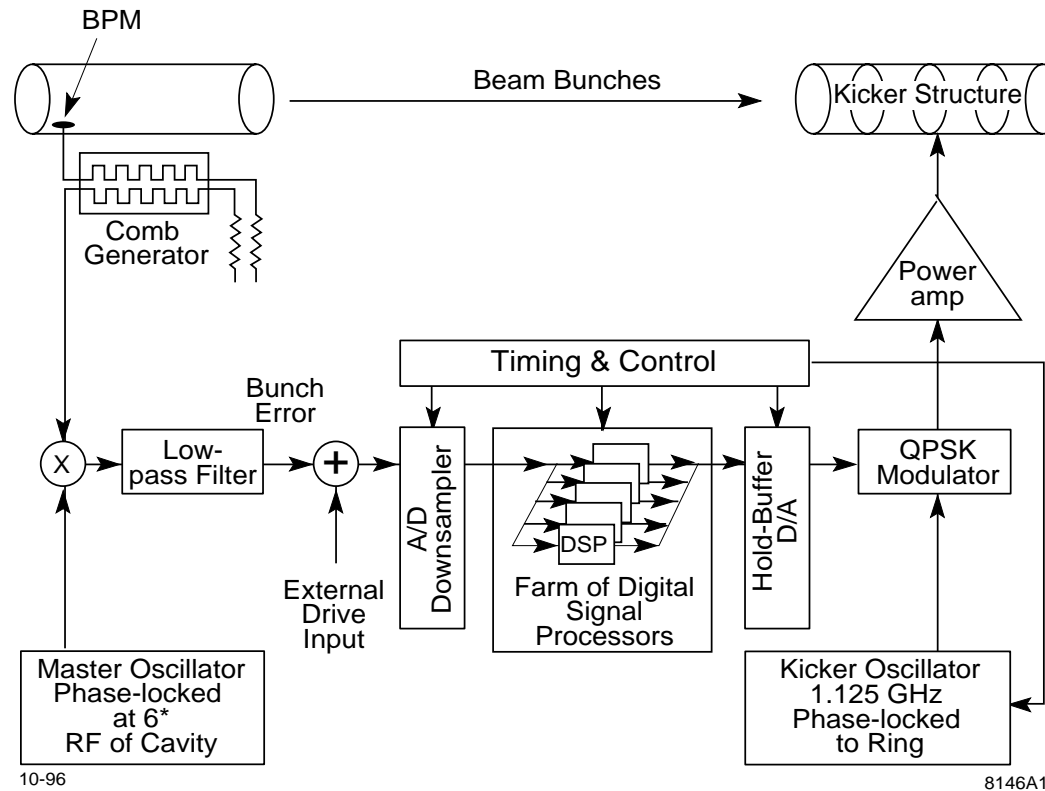 BPM
Beam Bunches
Kicker Structure
Comb
Generator
Power
amp
Timing & Control
Bunch
Error
X
Low-
pass Filter
+
A/D
Downsampler
DSP
Farm of Digital
Signal
Processors
Hold-Buffer
D/A
QPSK
Modulator
External
Drive
Input
Master Oscillator
Phase-locked
at 6*
RF of Cavity
Kicker Oscillator
1.125 GHz
Phase-locked
to Ring
10-96
8146A1